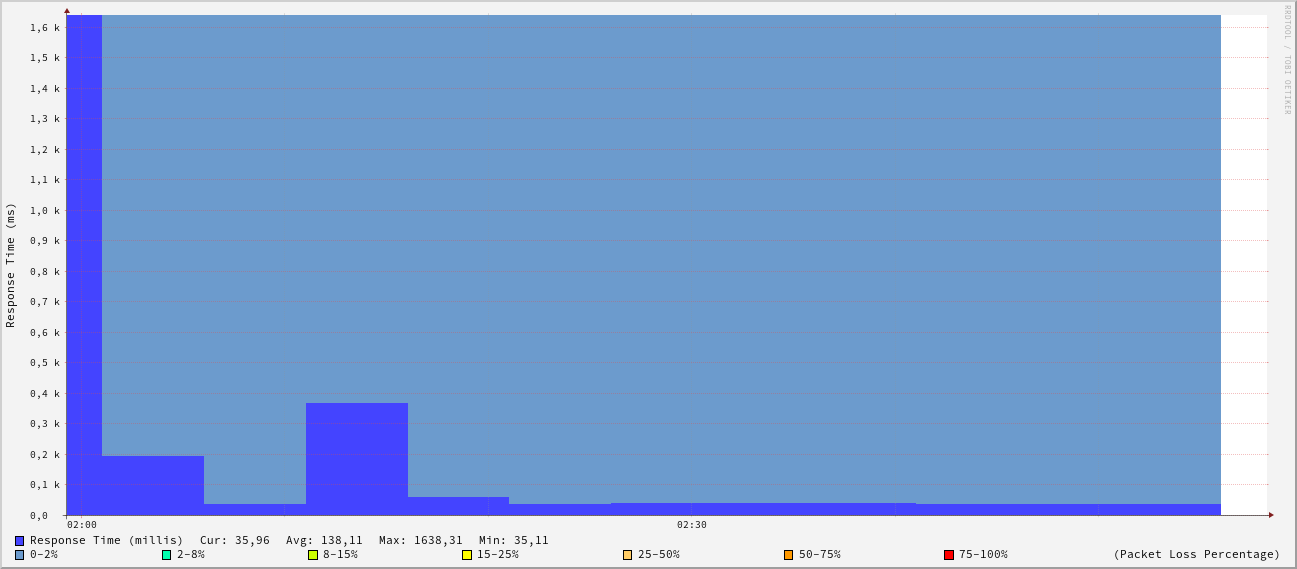 RRDTOOL / TOBI OETIKER
Response Time (ms)
1,6 k
1,5 k
1,4 k
1,3 k
1,2 k
1,1 k
1,0 k
0,9 k
0,8 k
0,7 k
0,6 k
0,5 k
0,4 k
0,3 k
0,2 k
0,1 k
0,0
02:00 02:30
Response Time (millis) Cur: 35,96 Avg: 138,11 Max: 1638,31 Min: 35,11
0-2% 2-8% 8-15% 15-25% 25-50% 50-75% 75-100% (Packet Loss Percentage)